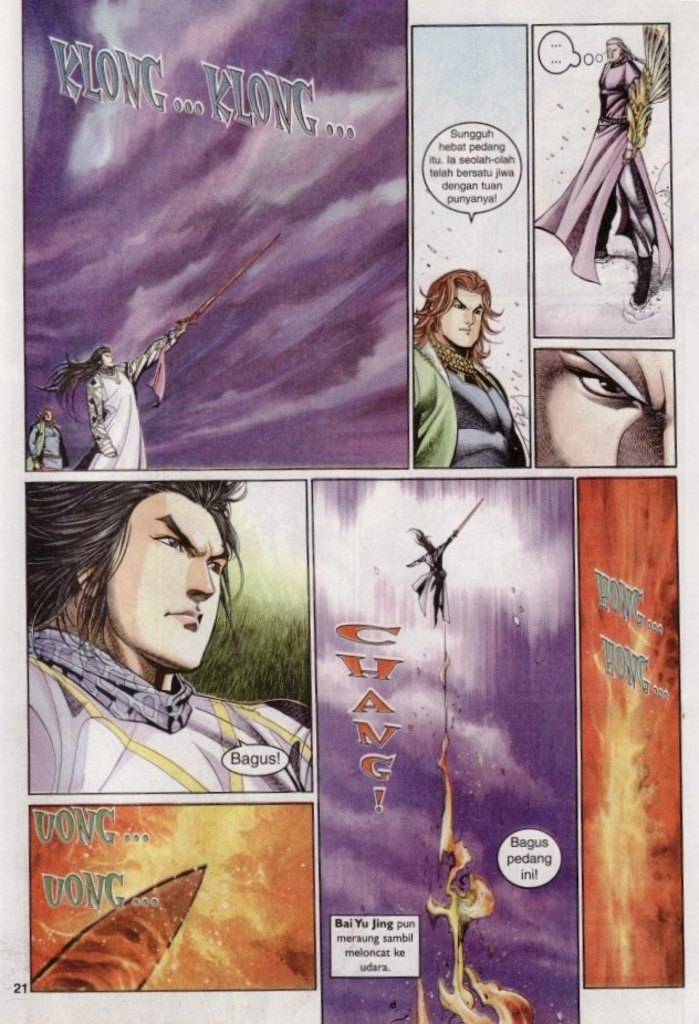 KLONG ... KLONG ...
Sungguh
hebat pedang
itu. Ia seolah-olah
telah bersatu jiwa
dengan tuan
punyanya!
... ...
Bagus!
CHANG!
Bagus
pedang
ini!
Bai Yu Jing pun
meraung sambil
meloncat ke
udara.
HONG ...
HONG ...
UONG ...
UONG ...
21